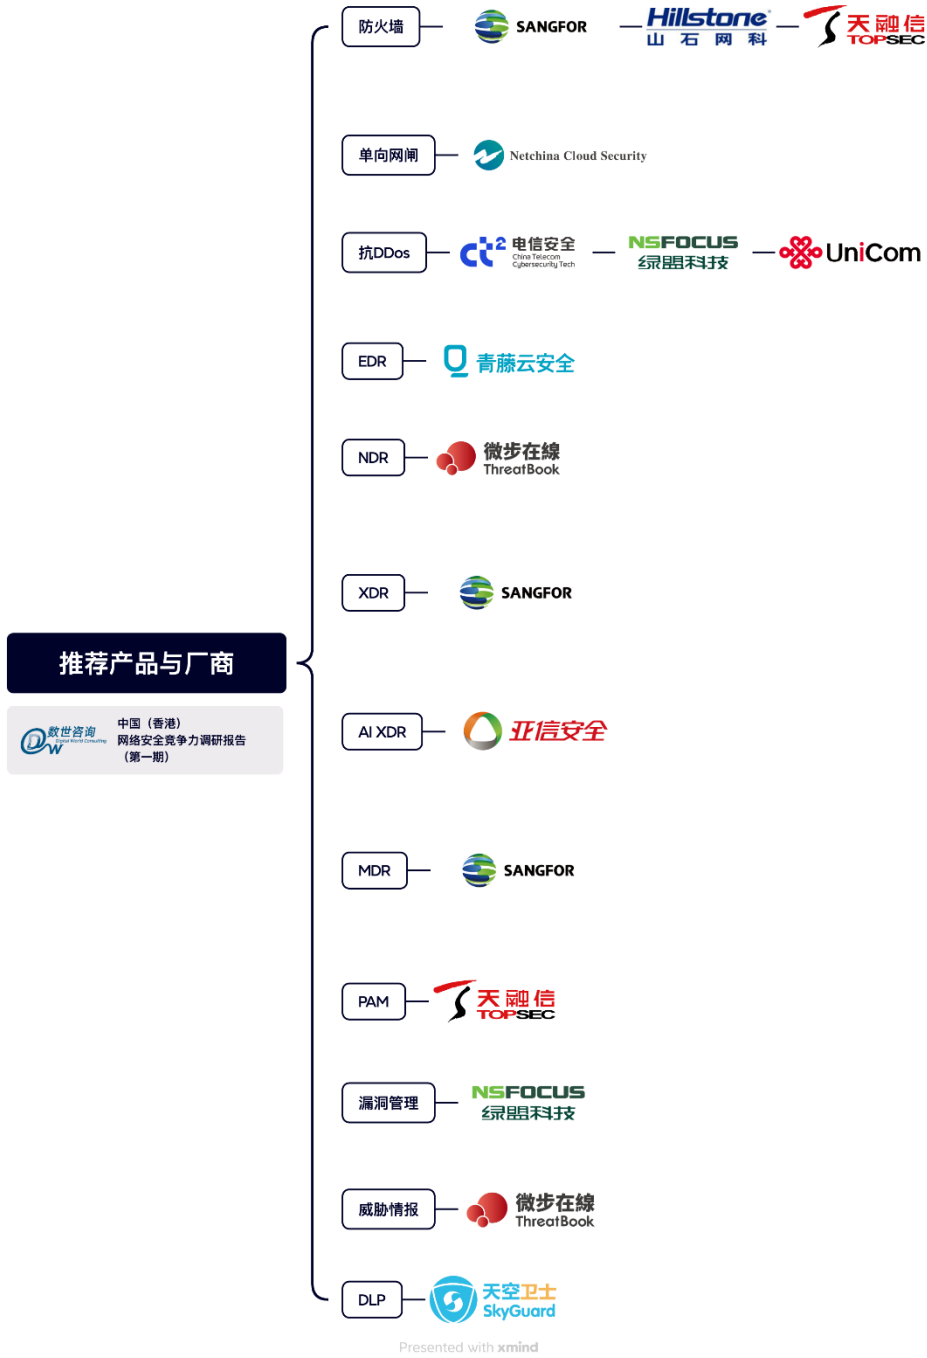 防火墙
SANGFOR
Hillstone
山石网科
天融信
TOPSEC
单向网闸
Netchina Cloud Security
抗DDos
ct²
电信安全
China Telecom
Cybersecurity Tech
NSFOCUS
绿盟科技
UniCom
EDR
青藤云安全
NDR
微步在線
ThreatBook
XDR
SANGFOR
推荐产品与厂商
数世咨询
Digital World Consulting
DW
中国（香港）
网络安全竞争力调研报告
（第一期）
AI XDR
亚信安全
MDR
SANGFOR
PAM
天融信
TOPSEC
漏洞管理
NSFOCUS
绿盟科技
威胁情报
微步在線
ThreatBook
DLP
天空卫士
SkyGuard
Presented with xmind